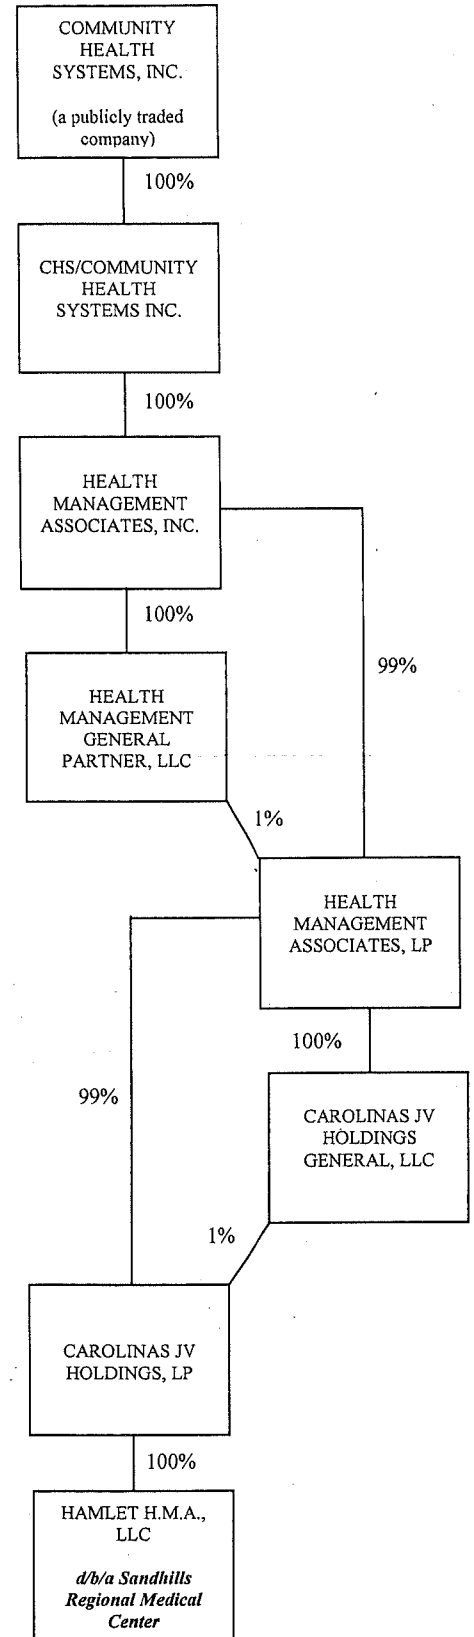 COMMUNITY
HEALTH
SYSTEMS, INC.
(a publicly traded
company)
100%
CHS/COMMUNITY
HEALTH
SYSTEMS INC.
100%
HEALTH
MANAGEMENT
ASSOCIATES, INC.
100%
99%
HEALTH
MANAGEMENT
GENERAL
PARTNER, LLC
1%
HEALTH
MANAGEMENT
ASSOCIATES, LP
100%
99%
CAROLINAS JV
HOLDINGS
GENERAL, LLC
1%
CAROLINAS JV
HOLDINGS, LP
100%
HAMLET H.M.A.,
LLC
d/b/a Sandhills
Regional Medical
Center